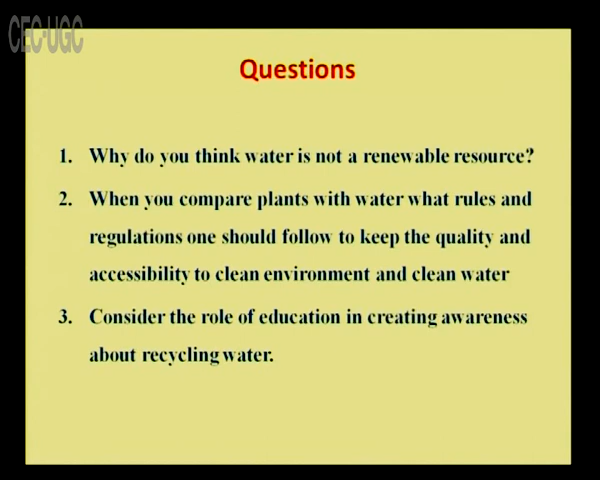 CEC-UGC
Questions
1. Why do you think water is not a renewable resource?
2. When you compare plants with water what rules and
regulations one should follow to keep the quality and
accessibility to clean environment and clean water
3. Consider the role of education in creating awareness
about recycling water.